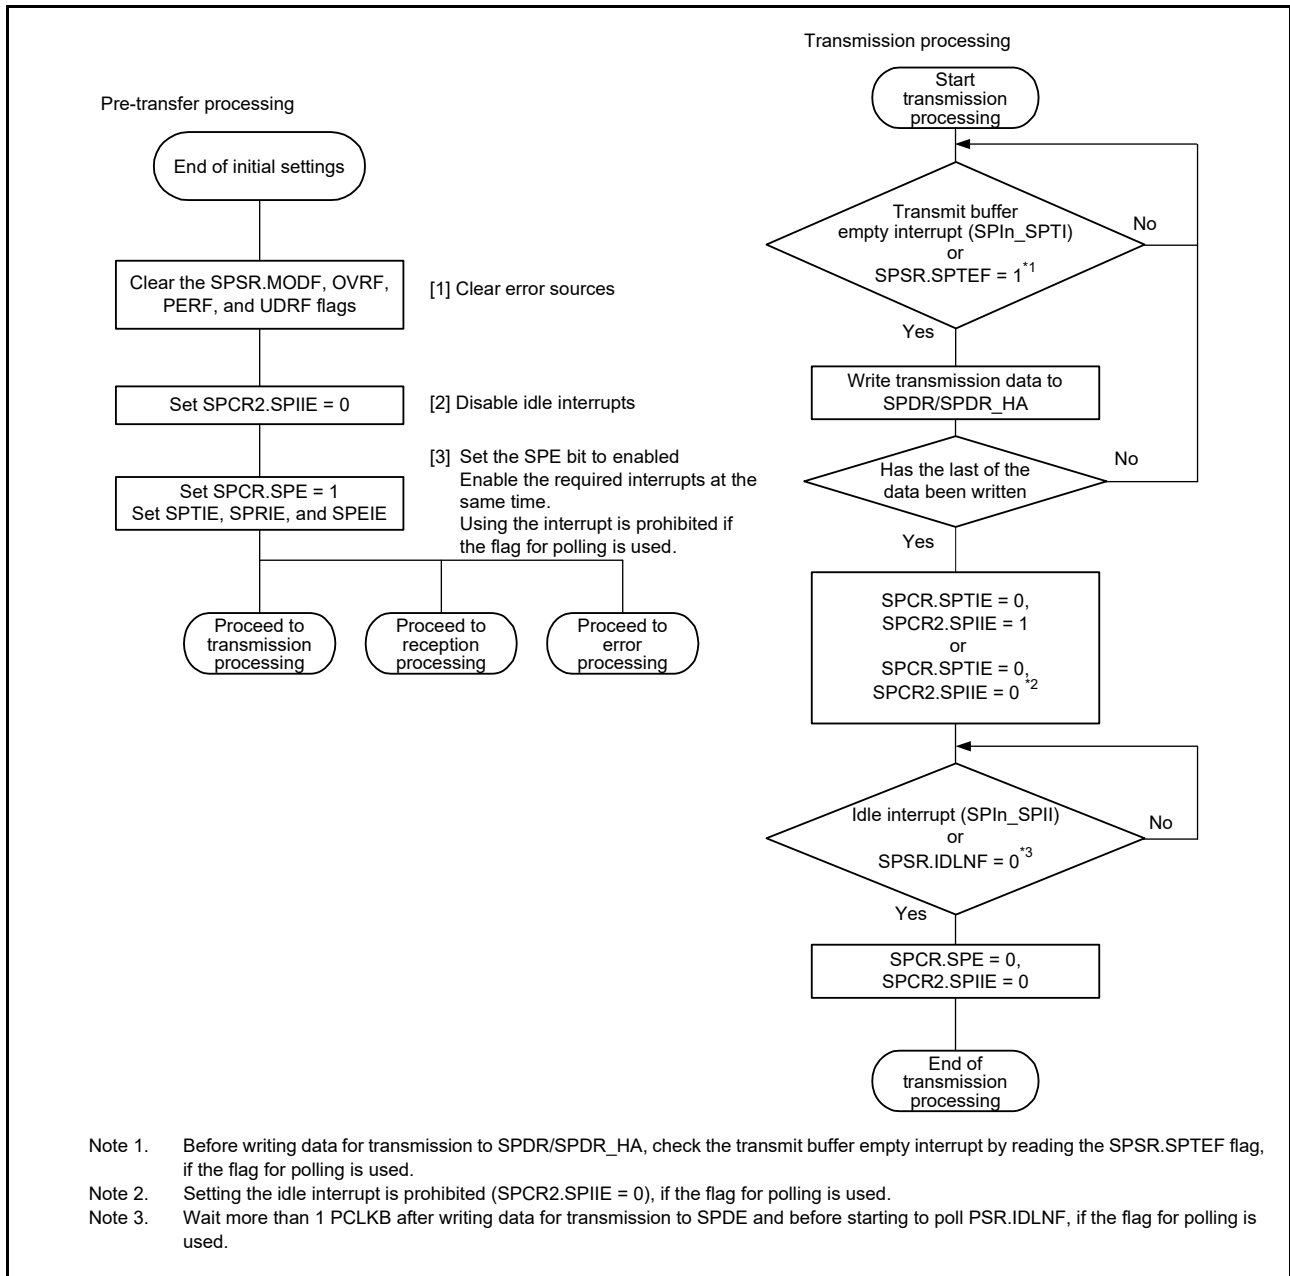 Pre-transfer processing
End of initial settings
Clear the SPSR.MODF, OVRF,
PERF, and UDRF flags
[1] Clear error sources
Set SPCR2.SPIIE = 0
[2] Disable idle interrupts
Set SPCR.SPE = 1
Set SPTIE, SPRIE, and SPEIE
[3] Set the SPE bit to enabled
Enable the required interrupts at the
same time.
Using the interrupt is prohibited if
the flag for polling is used.
Proceed to
transmission
processing
Proceed to
reception
processing
Proceed to
error
processing
Transmission processing
Start
transmission
processing
Transmit buffer
empty interrupt (SPIn_SPTI)
or
SPSR.SPTEF = 1*1
No
Yes
Write transmission data to
SPDR/SPDR_HA
Has the last of the
data been written
No
Yes
SPCR.SPTIE = 0,
SPCR2.SPIIE = 1
or
SPCR.SPTIE = 0,
SPCR2.SPIIE = 0 *2
Idle interrupt (SPIn_SPII)
or
SPSR.IDLNF = 0*3
No
Yes
SPCR.SPE = 0,
SPCR2.SPIIE = 0
End of
transmission
processing
Note 1. Before writing data for transmission to SPDR/SPDR_HA, check the transmit buffer empty interrupt by reading the SPSR.SPTEF flag,
if the flag for polling is used.
Note 2. Setting the idle interrupt is prohibited (SPCR2.SPIIE = 0), if the flag for polling is used.
Note 3. Wait more than 1 PCLKB after writing data for transmission to SPDE and before starting to poll PSR.IDLNF, if the flag for polling is
used.